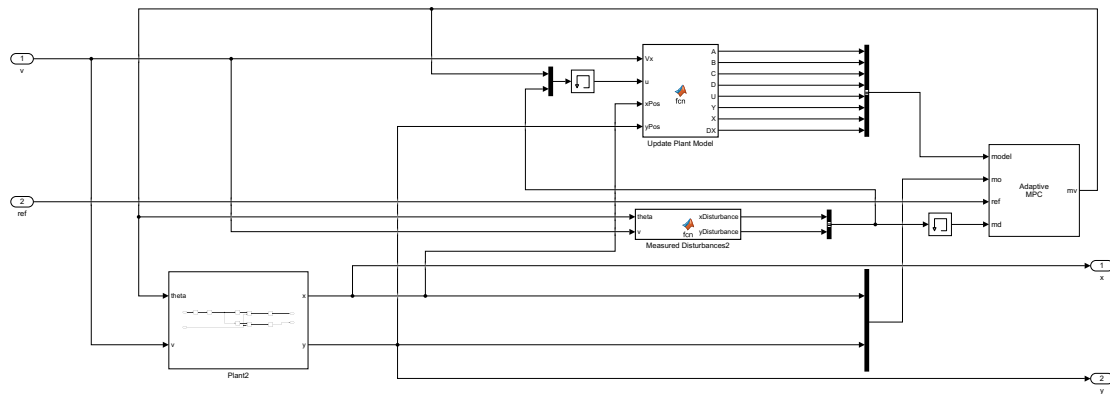 1
v
2
ref
Vx
u
xPos
yPos
fcn
A
B
C
D
U
Y
X
DX
Update Plant Model
model
mo
ref
md
Adaptive
MPC
mv
theta
v
fcn
xDisturbance
yDisturbance
Measured Disturbances2
theta
v
x
y
Plant2
1
x
2
y